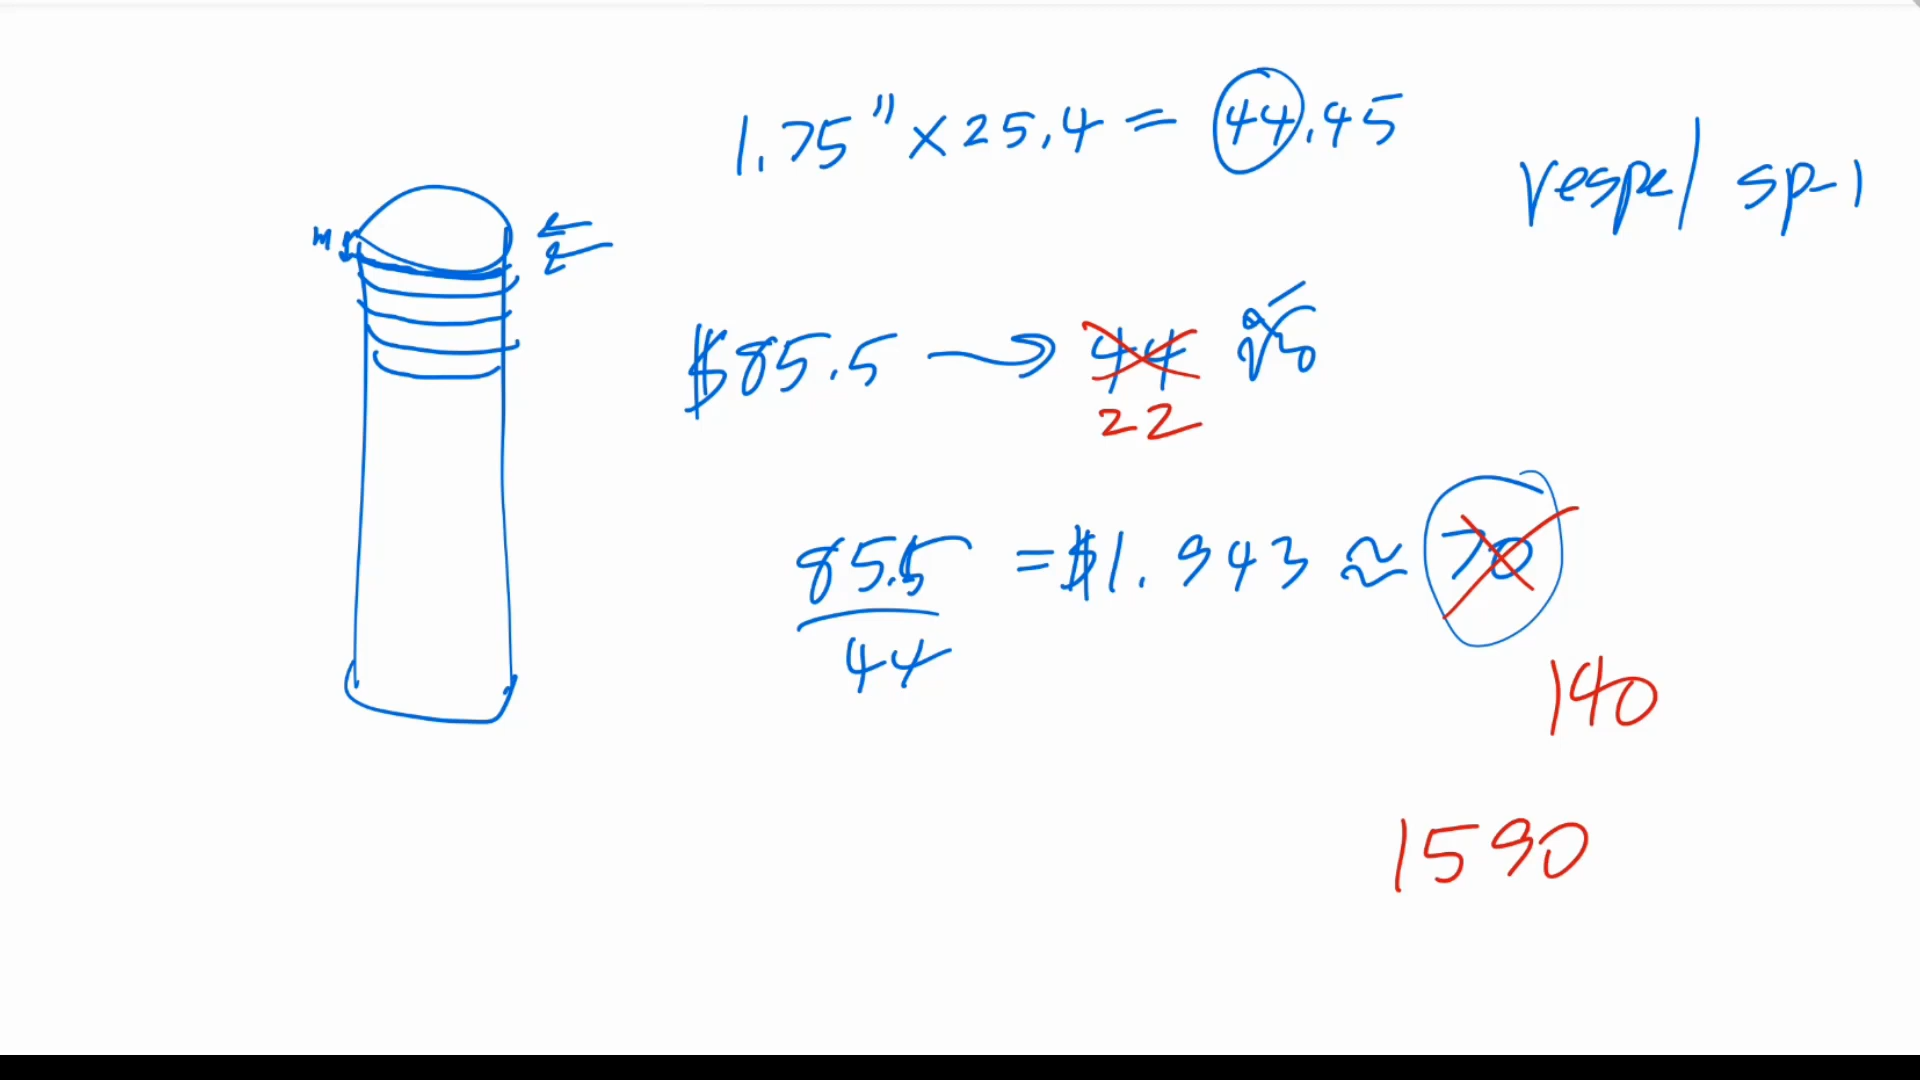 1.75" × 25.4 = 44.45
vespel sp-1
$85.5 → 44
22
85.5 / 44 = $1.943 ≈ 70
140
1590